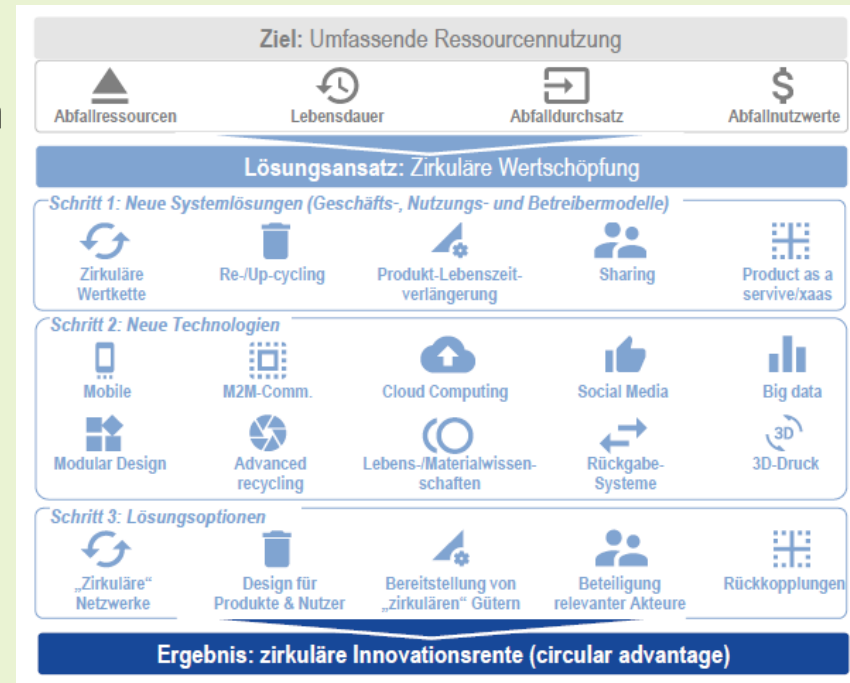 Ziel: Umfassende Ressourcennutzung
Abfallressourcen Lebensdauer Abfalldurchsatz Abfallnutzwerte
Lösungsansatz: Zirkuläre Wertschöpfung
Schritt 1: Neue Systemlösungen (Geschäfts-, Nutzungs- und Betreibermodelle)
Zirkuläre Re-/Up-cycling Produkt-Lebenszeit- Sharing Product as a
Wertkette verlängerung servive/xaas
Schritt 2: Neue Technologien
Mobile M2M-Comm. Cloud Computing Social Media Big data
3D
Modular Design Advanced Lebens-/Materialwissen- Rückgabe- 3D-Druck
recycling schaften Systeme
Schritt 3: Lösungsoptionen
„Zirkuläre“ Design für Bereitstellung von Beteiligung Rückkopplungen
Netzwerke Produkte & Nutzer „zirkulären“ Gütern relevanter Akteure
Ergebnis: zirkuläre Innovationsrente (circular advantage)